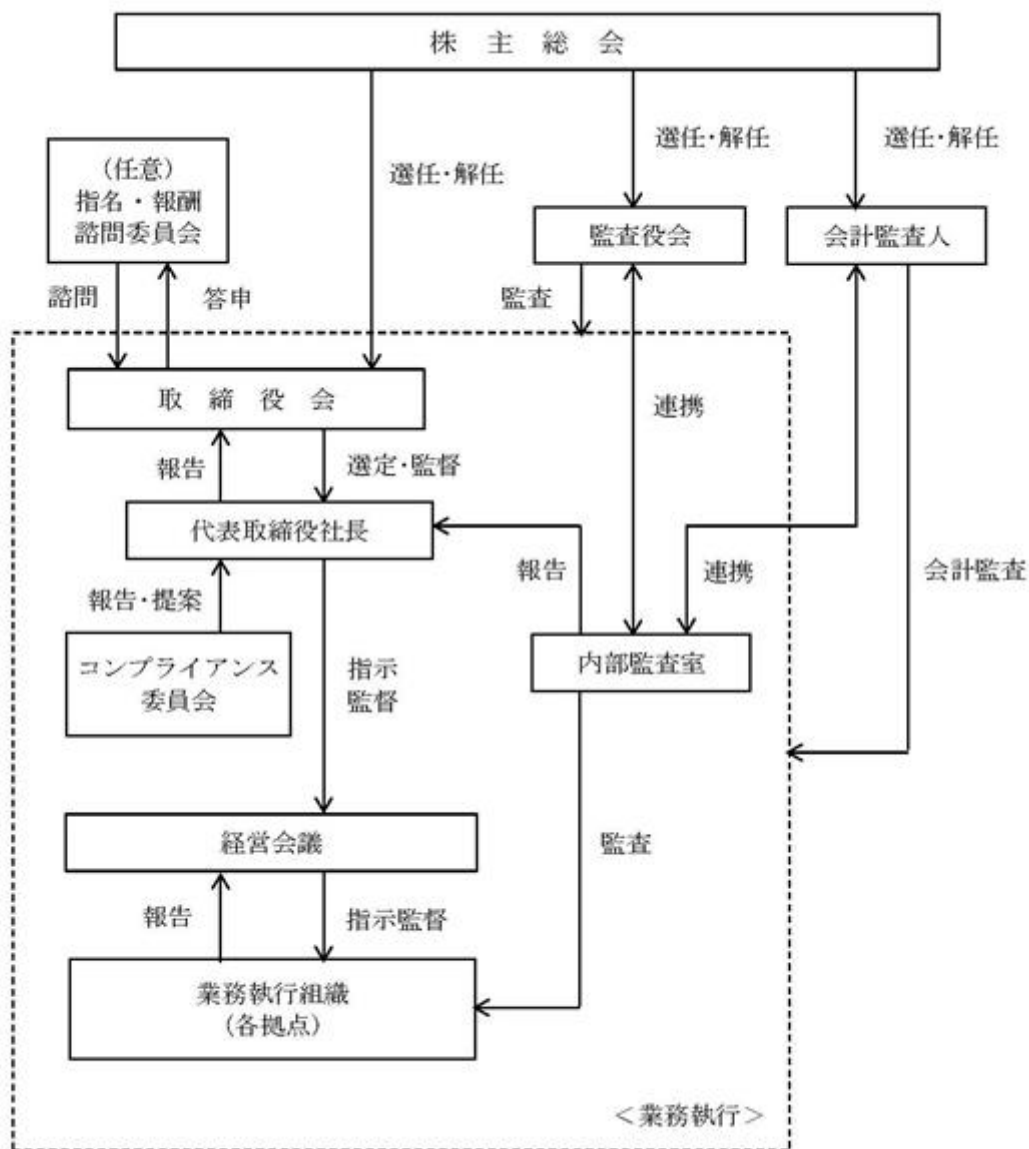 株主総会
選任・解任
選任・解任
選任・解任
(任意)
指名・報酬
諮問委員会
監査役会
会計監査人
諮問
答申
監査
取締役会
連携
報告
選定・監督
代表取締役社長
報告
連携
会計監査
報告・提案
コンプライアンス
委員会
指示
監督
内部監査室
経営会議
監査
報告
指示監督
業務執行組織
(各拠点)
<業務執行>